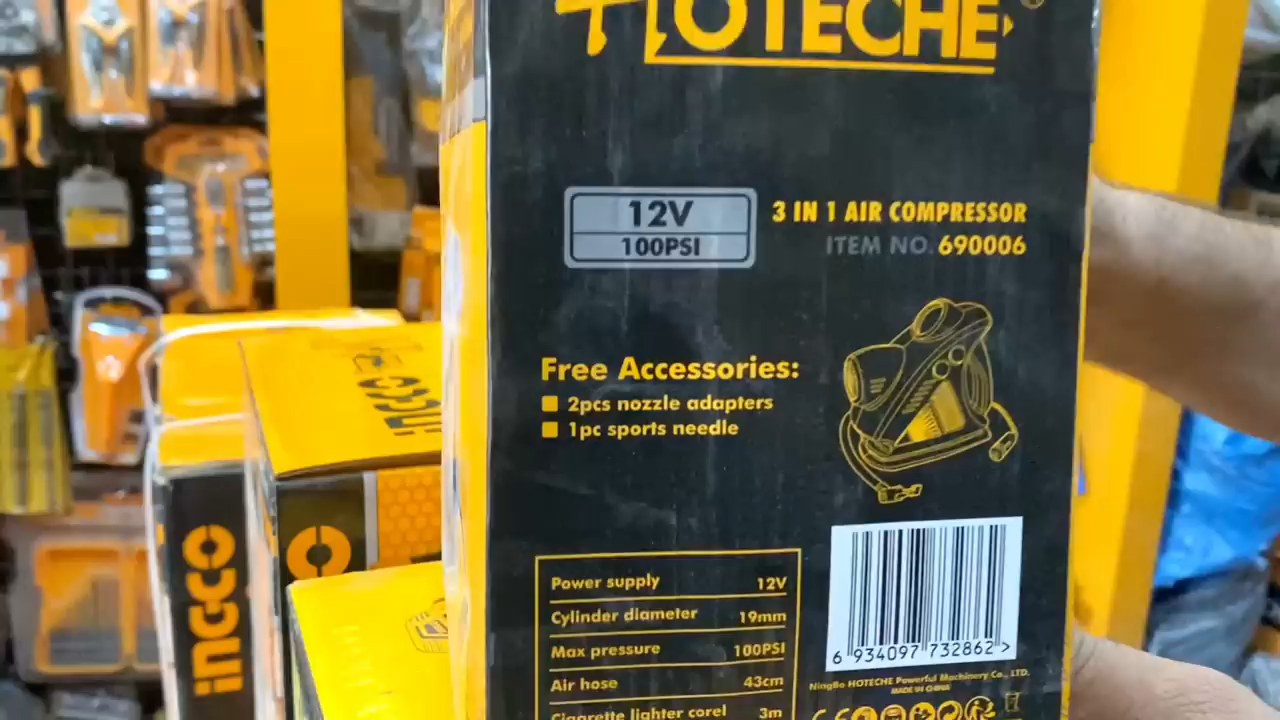 HOTECHE
12V
100PSI
3 IN 1 AIR COMPRESSOR
ITEM NO. 690006
Free Accessories:
2pcs nozzle adapters
1pc sports needle
Power supply 12V
Cylinder diameter 19mm
Max pressure 100PSI
Air hose 43cm
Cigarette lighter corel 3m
6 934097 732862 >
NingBo HOTECHE Powerful Machinery Co., LTD.
MADE IN CHINA
CE
INGCO
INGCO